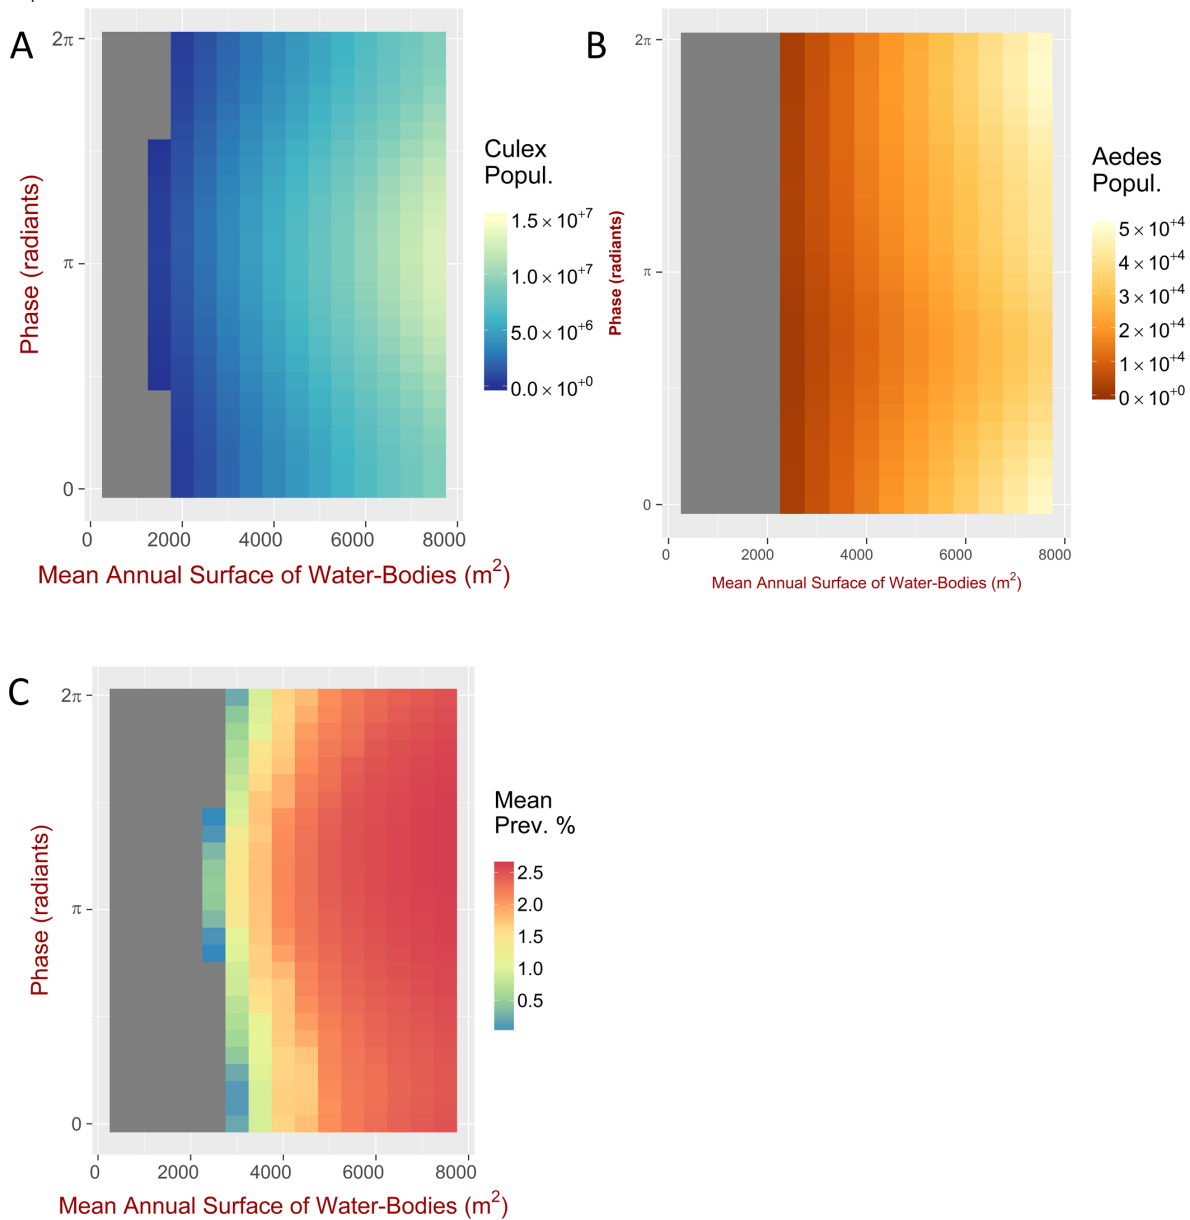 A
2π
π
0
Phase (radiants)
0 2000 4000 6000 8000
Mean Annual Surface of Water-Bodies (m²)
Culex
Popul.
1.5 × 10⁺⁷
1.0 × 10⁺⁷
5.0 × 10⁺⁶
0.0 × 10⁺⁰
B
2π
π
0
Phase (radiants)
0 2000 4000 6000 8000
Mean Annual Surface of Water-Bodies (m²)
Aedes
Popul.
5 × 10⁺⁴
4 × 10⁺⁴
3 × 10⁺⁴
2 × 10⁺⁴
1 × 10⁺⁴
0 × 10⁺⁰
C
2π
π
0
Phase (radiants)
0 2000 4000 6000 8000
Mean Annual Surface of Water-Bodies (m²)
Mean
Prev. %
2.5
2.0
1.5
1.0
0.5